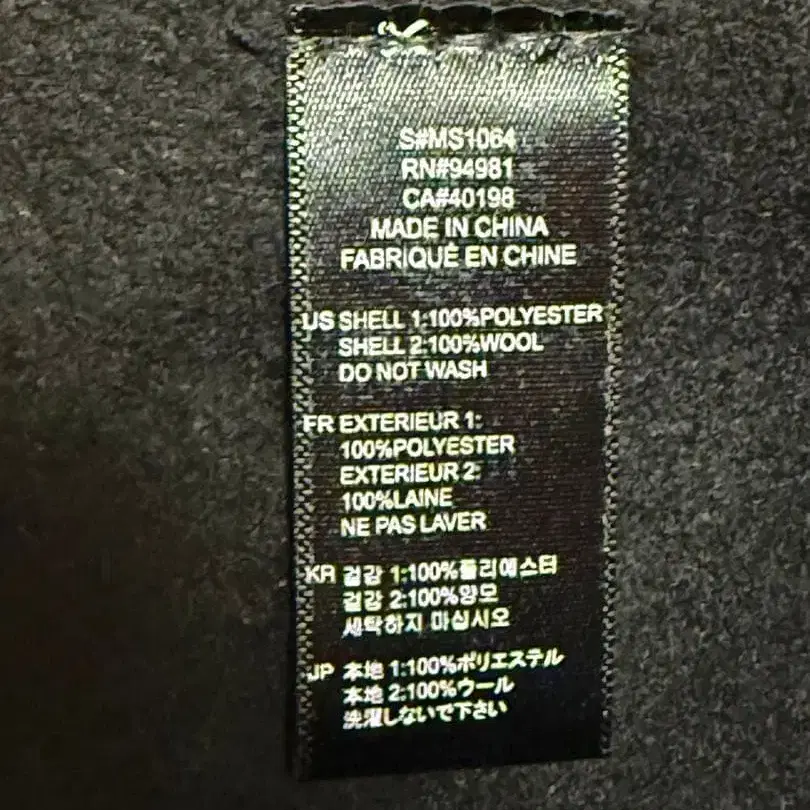 S#MS1064
RN#94981
CA#40198
MADE IN CHINA
FABRIQUÉ EN CHINE
US SHELL 1:100%POLYESTER
SHELL 2:100%WOOL
DO NOT WASH
FR EXTERIEUR 1:
100%POLYESTER
EXTERIEUR 2:
100%LAINE
NE PAS LAVER
KR 겉감 1:100%폴리에스터
겉감 2:100%양모
세탁하지 마십시오
JP 本地 1:100%ポリエステル
本地 2:100%ウール
洗濯しないで下さい